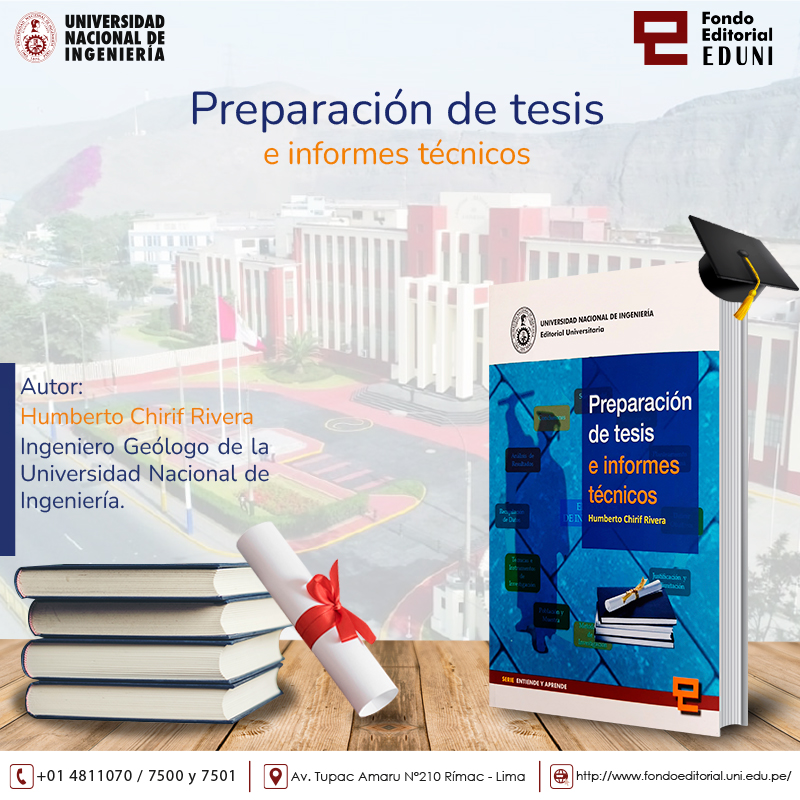 UNIVERSIDAD
NACIONAL DE
INGENIERÍA
Fondo
Editorial
EDUNI
Preparación de tesis
e informes técnicos
Autor:
Humberto Chirif Rivera
Ingeniero Geólogo de la
Universidad Nacional de
Ingeniería.
UNIVERSIDAD NACIONAL DE INGENIERÍA
Editorial Universitaria
Preparación
de tesis
e informes
técnicos
Humberto Chirif Rivera
SERIE ENTIENDE Y APRENDE
+01 4811070 / 7500 y 7501
Av. Tupac Amaru N°210 Rímac - Lima
http://www.fondoeditorial.uni.edu.pe/